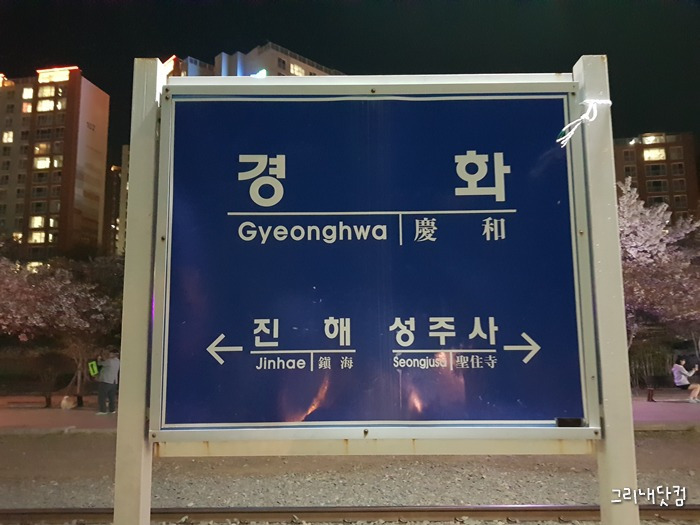 경 화
Gyeonghwa 慶 和
← 진 해 성주사 →
Jinhae 鎭海 Seongjusa 聖住寺
그리내닷컴